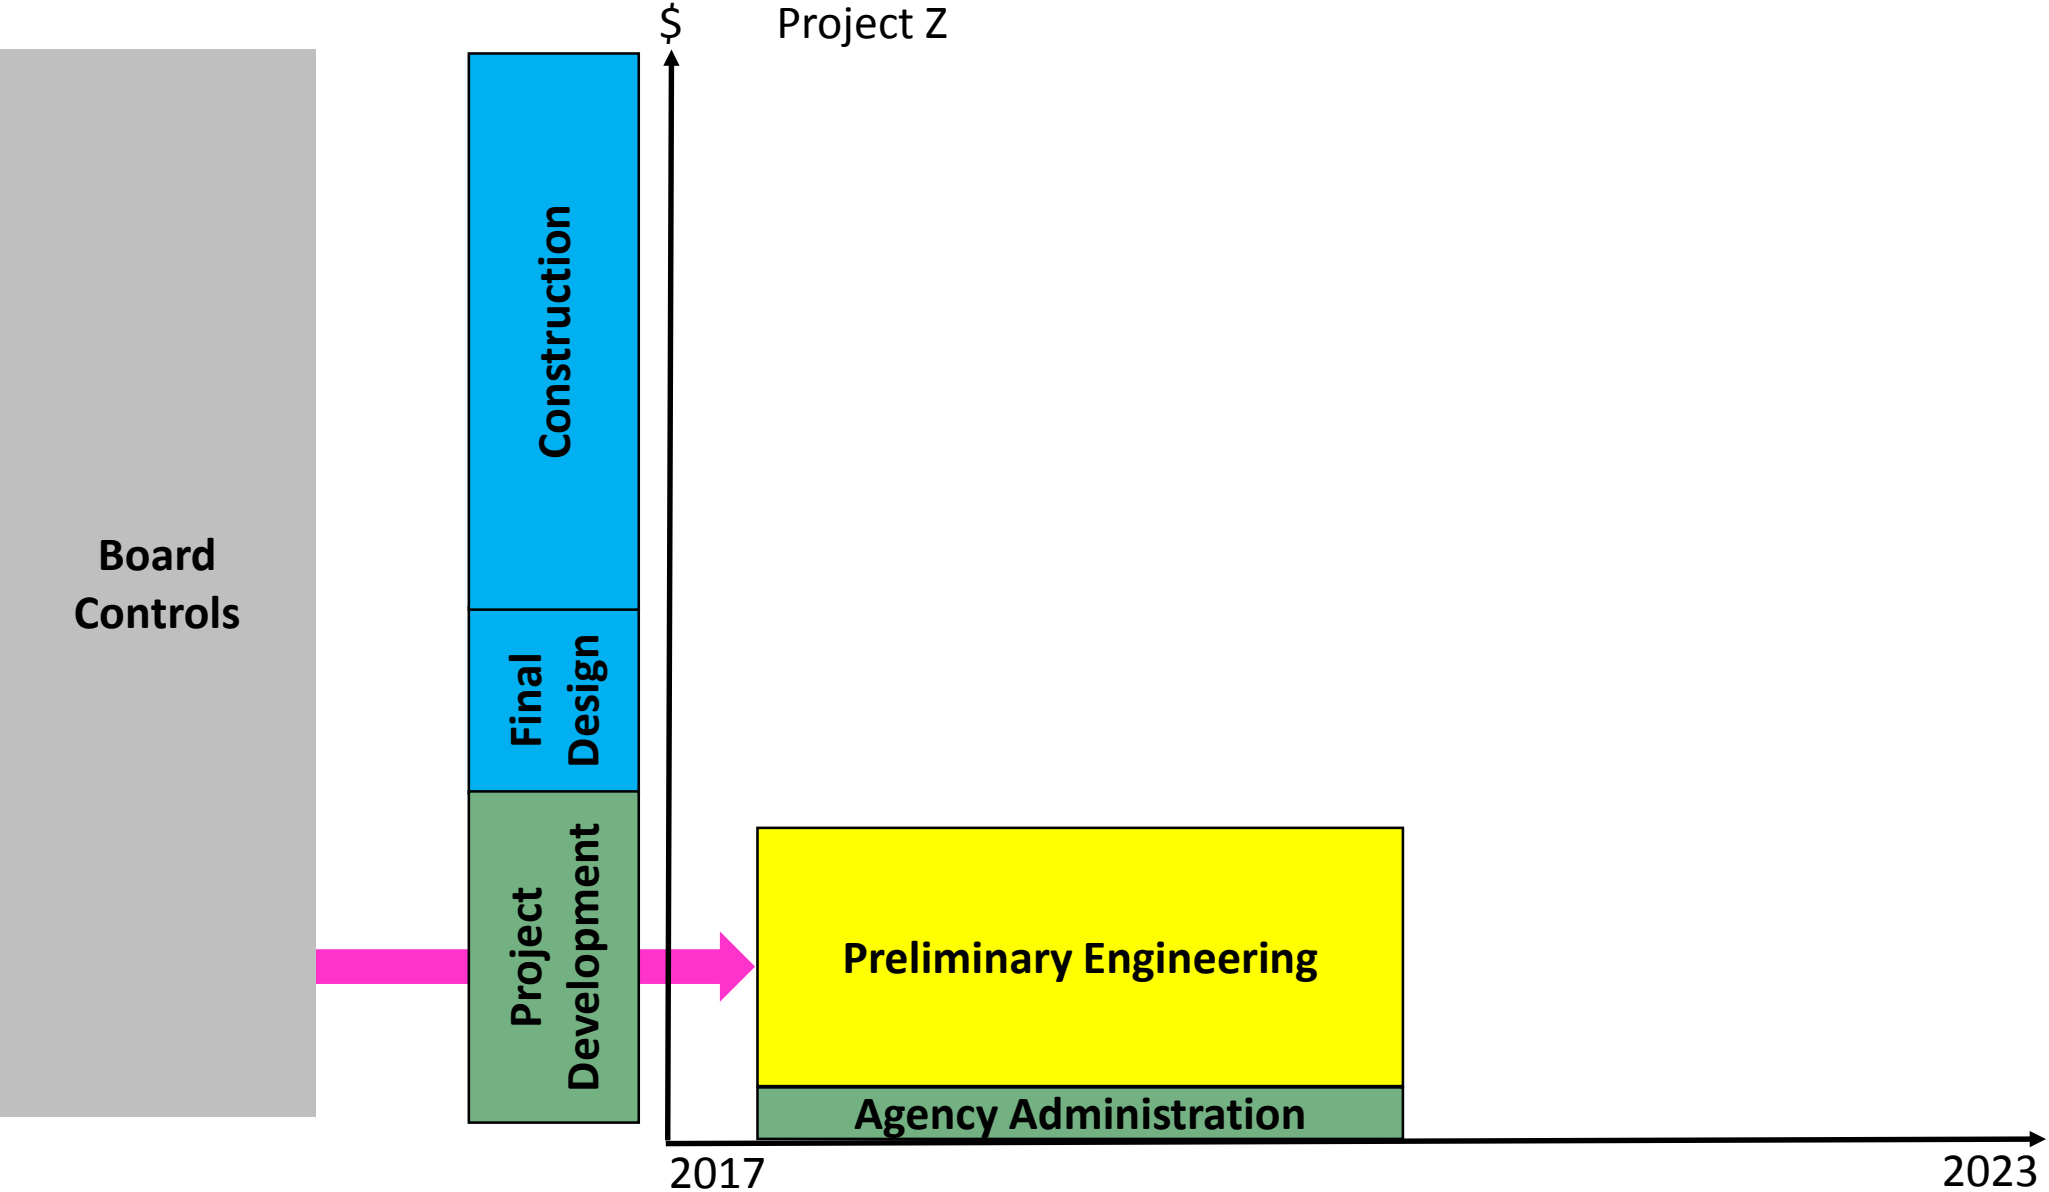 $
Project Z
Board
Controls
Construction
Final
Design
Project
Development
Preliminary Engineering
Agency Administration
2017
2023